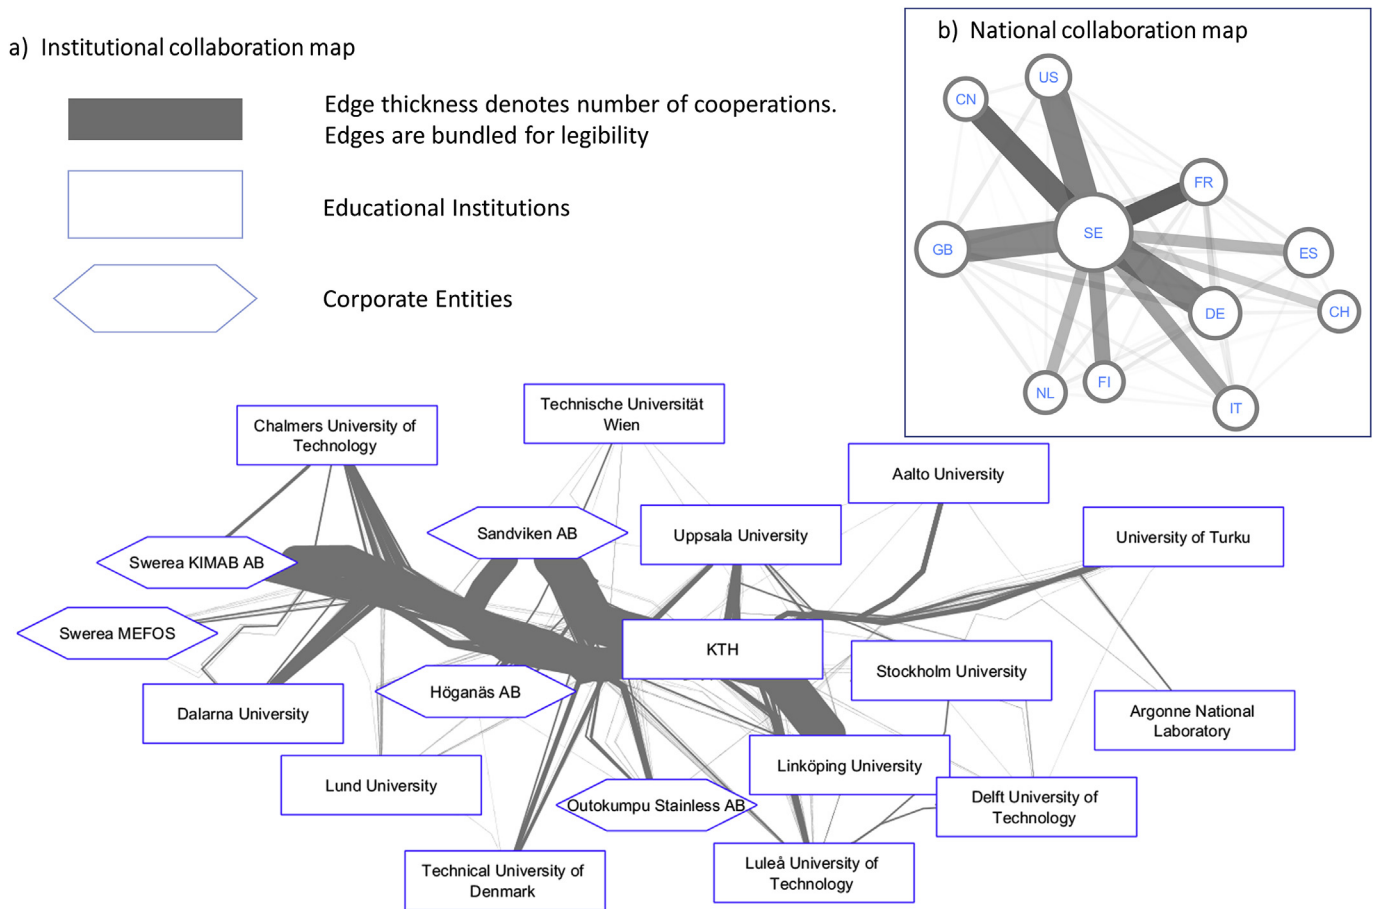 a) Institutional collaboration map
Edge thickness denotes number of cooperations.
Edges are bundled for legibility
Educational Institutions
Corporate Entities
b) National collaboration map
US
CN
FR
SE
GB
ES
DE
CH
NL
FI
IT
Technische Universität
Wien
Chalmers University of
Technology
Aalto University
Sandviken AB
Uppsala University
University of Turku
Swerea KIMAB AB
Swerea MEFOS
KTH
Stockholm University
Höganäs AB
Dalarna University
Argonne National
Laboratory
Linköping University
Lund University
Outokumpu Stainless AB
Delft University of
Technology
Technical University of
Denmark
Luleå University of
Technology